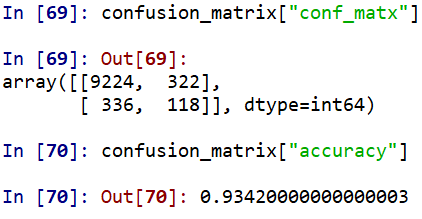 In [69]: confusion_matrix["conf_matx"]
In [69]: Out[69]:
array([[9224, 322],
[ 336, 118]], dtype=int64)
In [70]: confusion_matrix["accuracy"]
In [70]: Out[70]: 0.93420000000000003